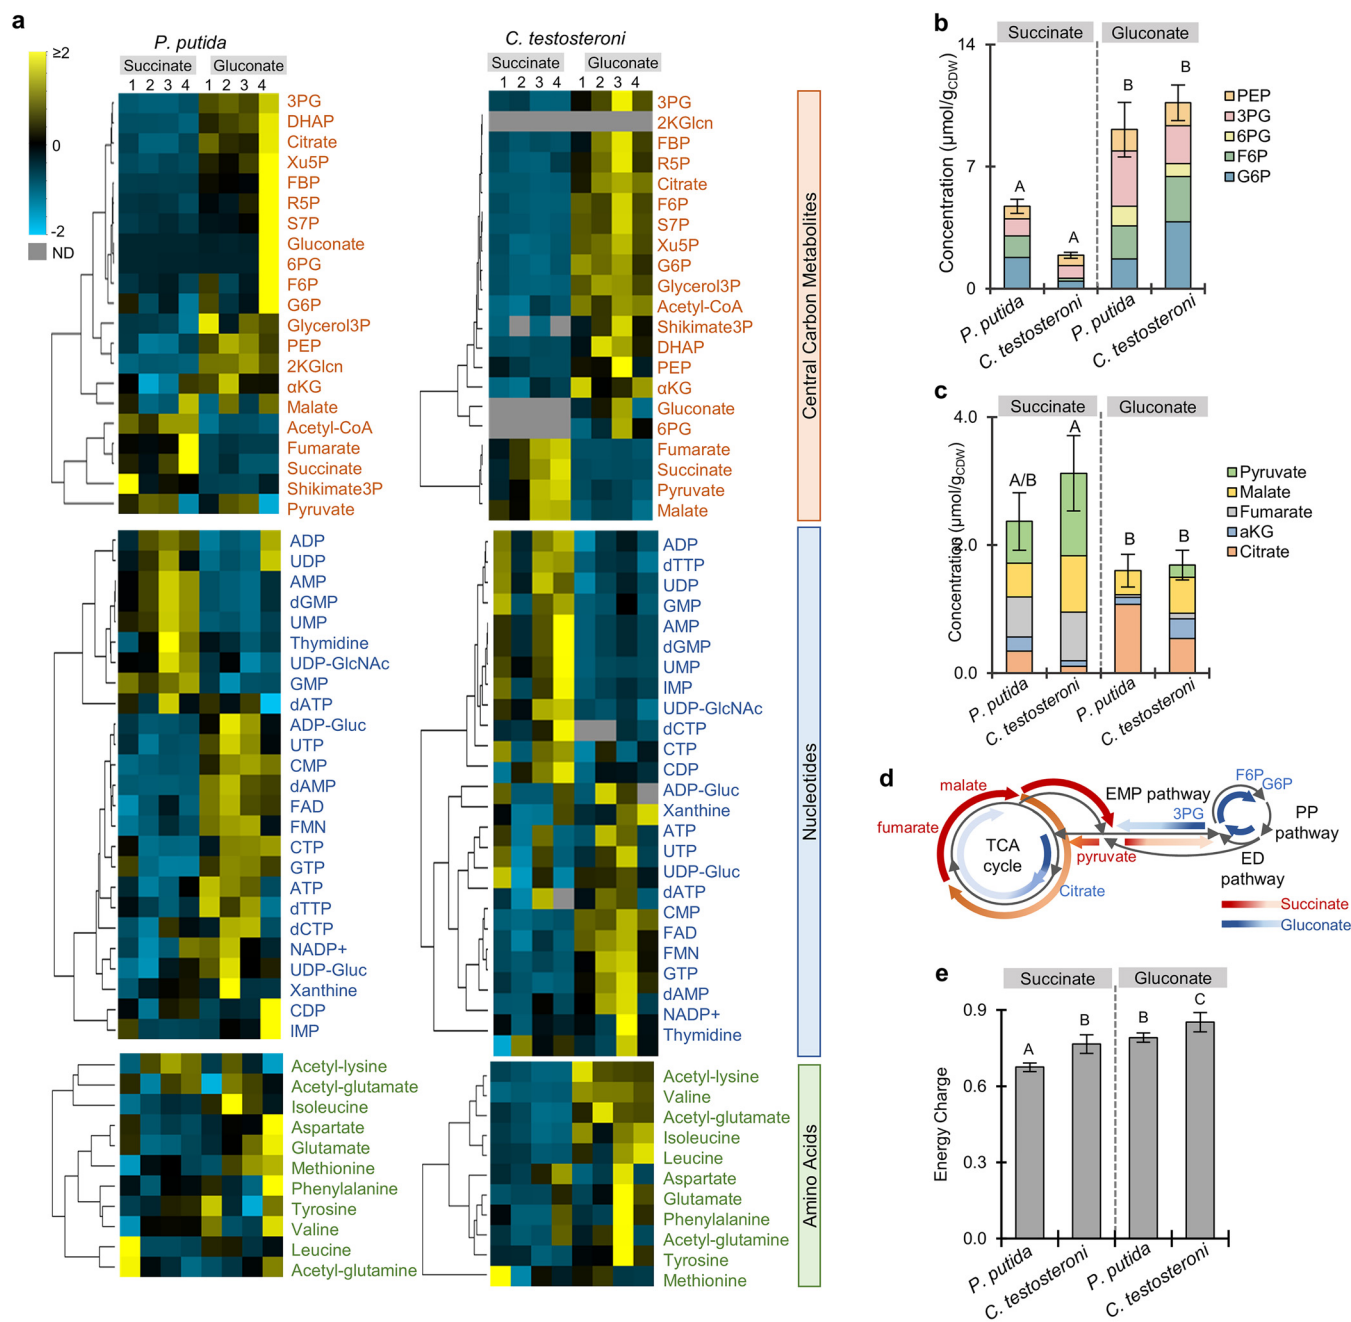 a
P. putida
Succinate
Gluconate
1 2 3 4 1 2 3 4
≥2
0
-2
ND
3PG
DHAP
Citrate
Xu5P
FBP
R5P
S7P
Gluconate
6PG
F6P
G6P
Glycerol3P
PEP
2KGlcn
αKG
Malate
Acetyl-CoA
Fumarate
Succinate
Shikimate3P
Pyruvate
ADP
UDP
AMP
dGMP
UMP
Thymidine
UDP-GlcNAc
GMP
dATP
ADP-Gluc
UTP
CMP
dAMP
FAD
FMN
CTP
GTP
ATP
dTTP
dCTP
NADP+
UDP-Gluc
Xanthine
CDP
IMP
Acetyl-lysine
Acetyl-glutamate
Isoleucine
Aspartate
Glutamate
Methionine
Phenylalanine
Tyrosine
Valine
Leucine
Acetyl-glutamine
C. testosteroni
Succinate
Gluconate
1 2 3 4 1 2 3 4
3PG
2KGlcn
FBP
R5P
Citrate
F6P
S7P
Xu5P
G6P
Glycerol3P
Acetyl-CoA
Shikimate3P
DHAP
PEP
αKG
Gluconate
6PG
Fumarate
Succinate
Pyruvate
Malate
ADP
dTTP
UDP
GMP
AMP
dGMP
UMP
IMP
UDP-GlcNAc
dCTP
CTP
CDP
ADP-Gluc
Xanthine
ATP
UTP
UDP-Gluc
dATP
CMP
FAD
FMN
GTP
dAMP
NADP+
Thymidine
Acetyl-lysine
Valine
Acetyl-glutamate
Isoleucine
Leucine
Aspartate
Glutamate
Phenylalanine
Acetyl-glutamine
Tyrosine
Methionine
Central Carbon Metabolites
Nucleotides
Amino Acids
b
Succinate
Gluconate
Concentration (μmol/gCDW)
14
7
0
A
A
B
B
P. putida
C. testosteroni
P. putida
C. testosteroni
PEP
3PG
6PG
F6P
G6P
c
Succinate
Gluconate
Concentration (μmol/gCDW)
4.0
.0
0.0
A/B
A
B
B
P. putida
C. testosteroni
P. putida
C. testosteroni
Pyruvate
Malate
Fumarate
aKG
Citrate
d
malate
fumarate
TCA
cycle
EMP pathway
3PG
pyruvate
Citrate
F6P
G6P
PP
pathway
ED
pathway
Succinate
Gluconate
e
Succinate
Gluconate
Energy Charge
0.9
0.6
0.3
0.0
A
B
B
C
P. putida
C. testosteroni
P. putida
C. testosteroni